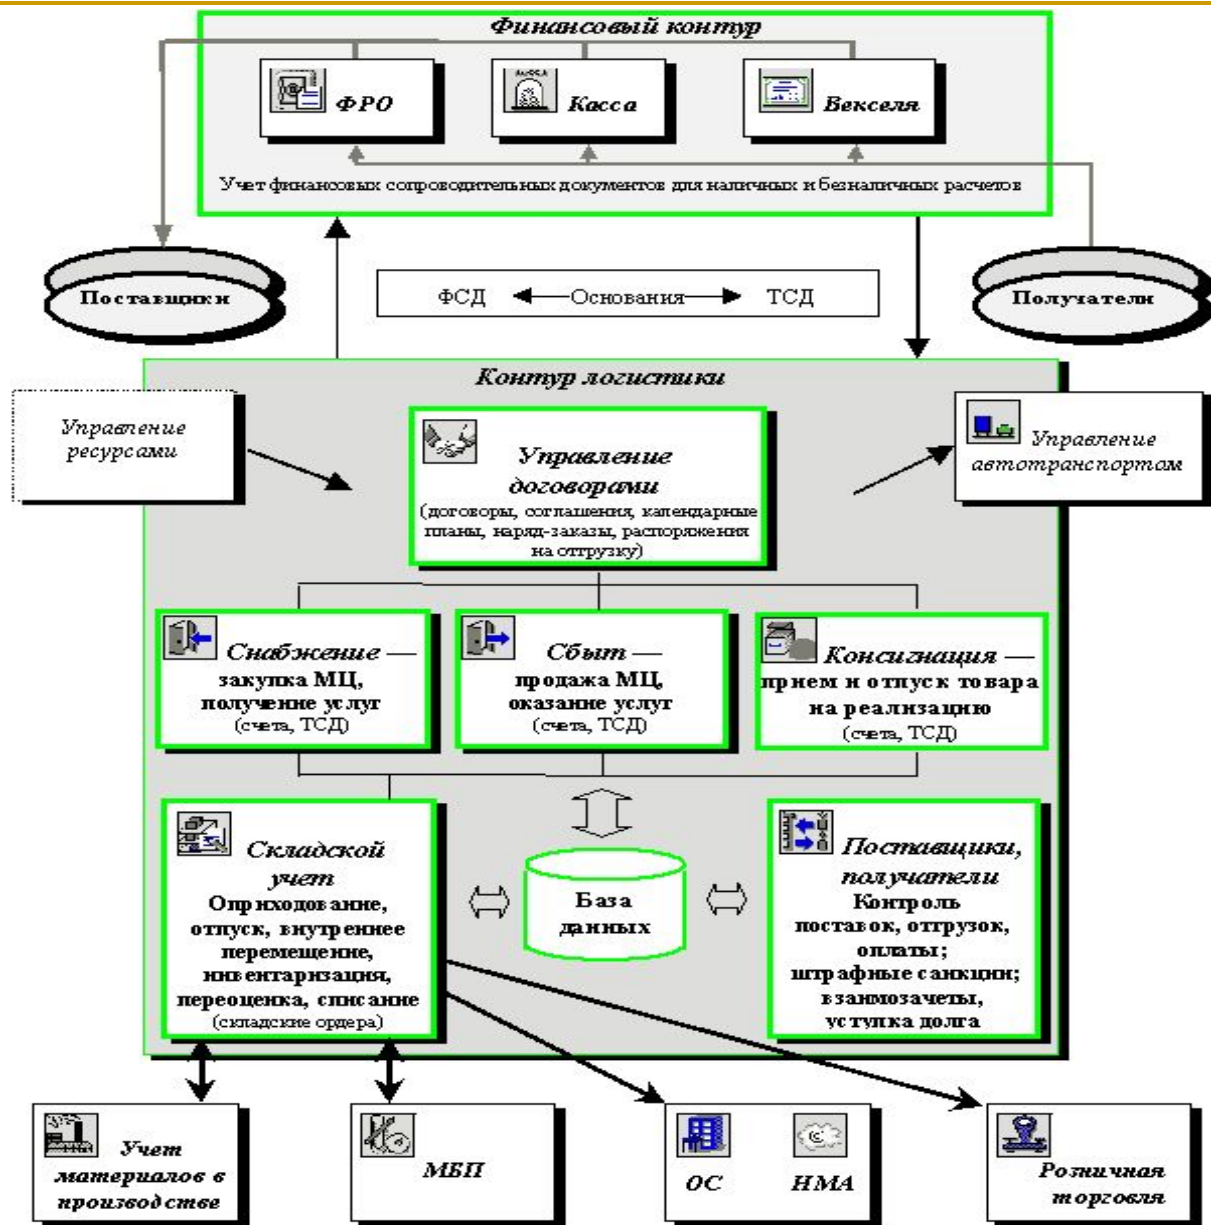 Финансовый контур
ФРО
Касса
Векселя
Учет финансовых сопроводительных документов для наличных и безналичных расчетов
Поставщики
ФСД
Основания
ТСД
Получатели
Контур логистики
Управление
ресурсами
Управление
договорами
(договоры, соглашения, календарные
планы, наряд-заказы, распоряжения
на отгрузку)
Управление
автотранспортом
Снабжение —
закупка МЦ,
получение услуг
(счета, ТСД)
Сбыт —
продажа МЦ,
оказание услуг
(счета, ТСД)
Консигнация —
прием и отпуск товара
на реализацию
(счета, ТСД)
Складской
учет
Оприходование,
отпуск, внутреннее
перемещение,
инвентаризация,
переоценка, списание
(складские ордера)
База
данных
Поставщики,
получатели
Контроль
поставок, отгрузок,
оплаты;
штрафные санкции;
взаимозачеты,
уступка долга
Учет
материалов в
производстве
МБП
ОС
НМА
Розничная
торговля